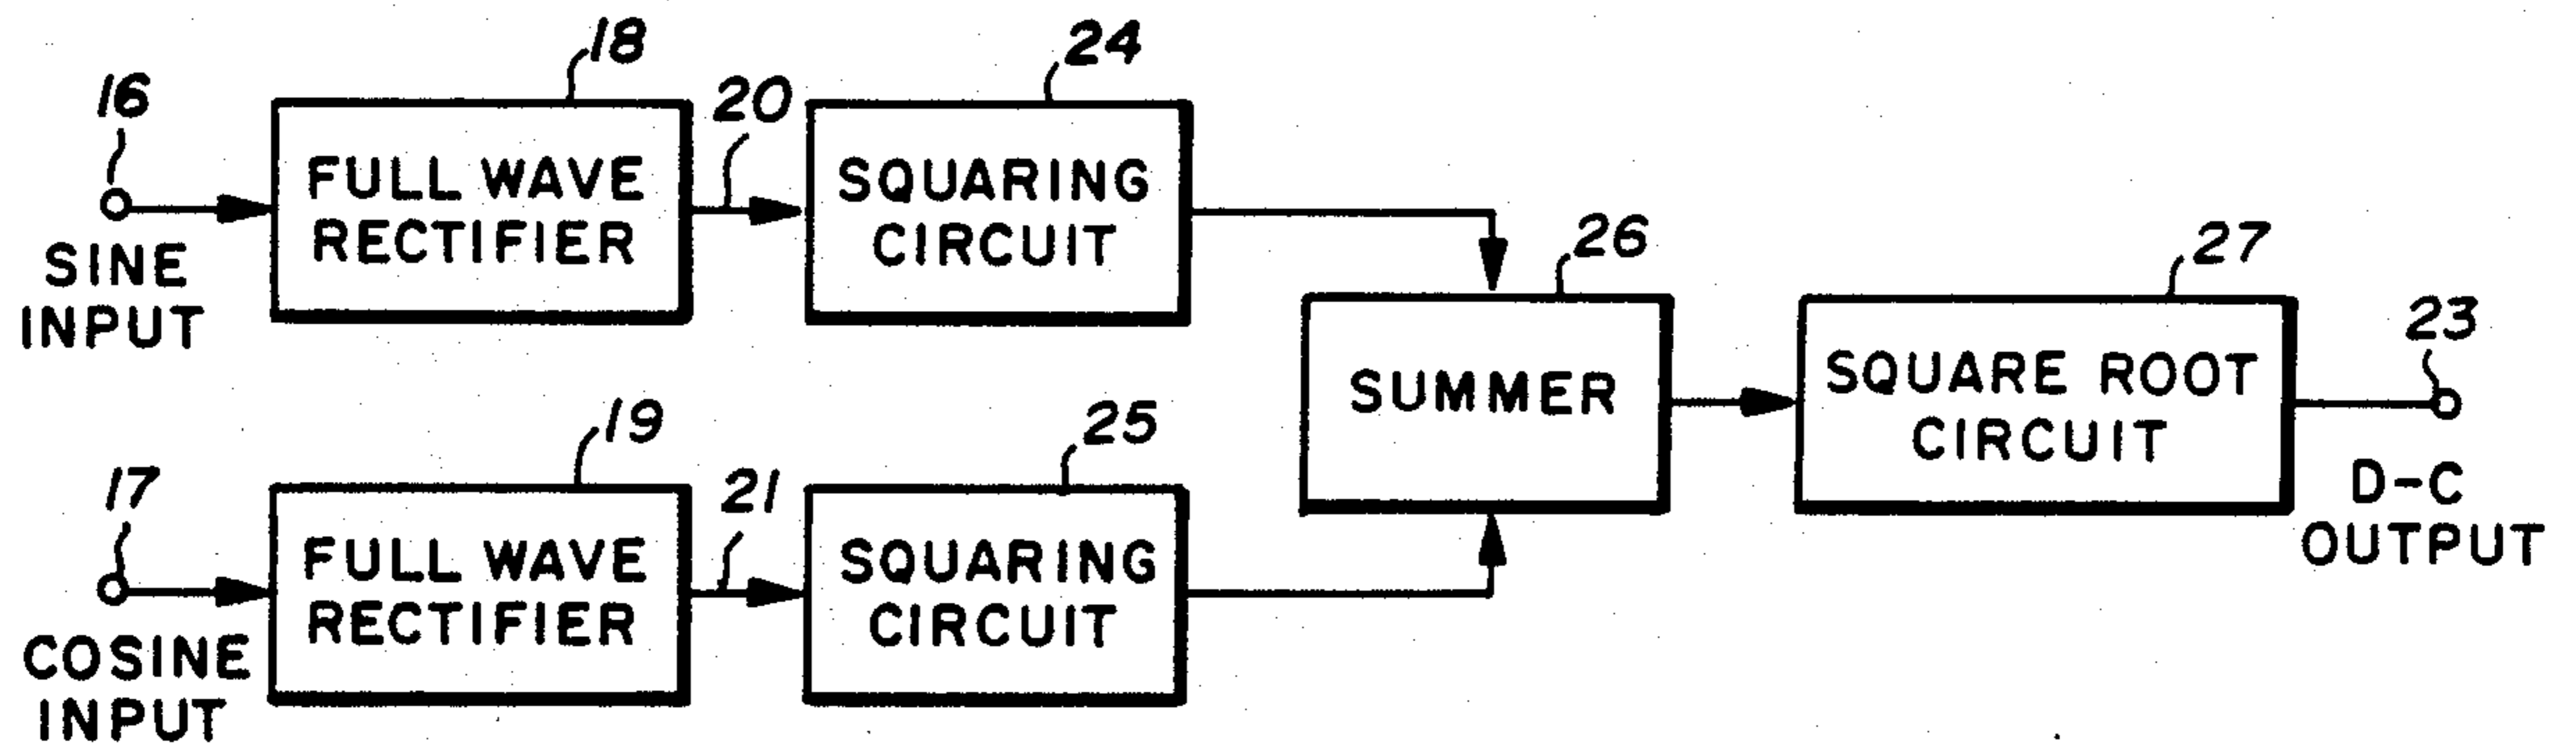 16
SINE
INPUT
18
FULL WAVE
RECTIFIER
20
24
SQUARING
CIRCUIT
17
COSINE
INPUT
19
FULL WAVE
RECTIFIER
21
25
SQUARING
CIRCUIT
26
SUMMER
27
SQUARE ROOT
CIRCUIT
23
D-C
OUTPUT